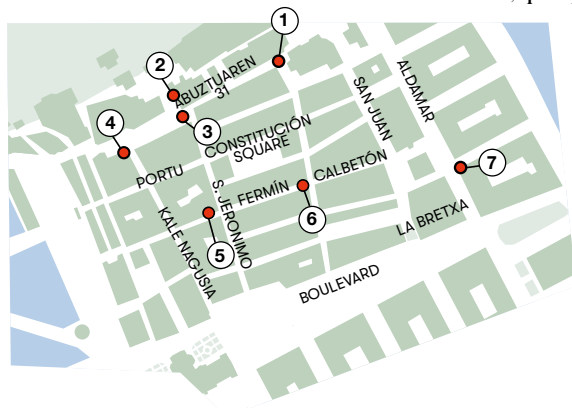 1
2
ABUZTUAREN
31
SAN JUAN
ALDAMAR
4
3
CONSTITUCIÓN
SQUARE
PORTU
7
S. JERONIMO
FERMÍN
CALBETÓN
6
KALE NAGUSIA
5
LA BRETXA
BOULEVARD